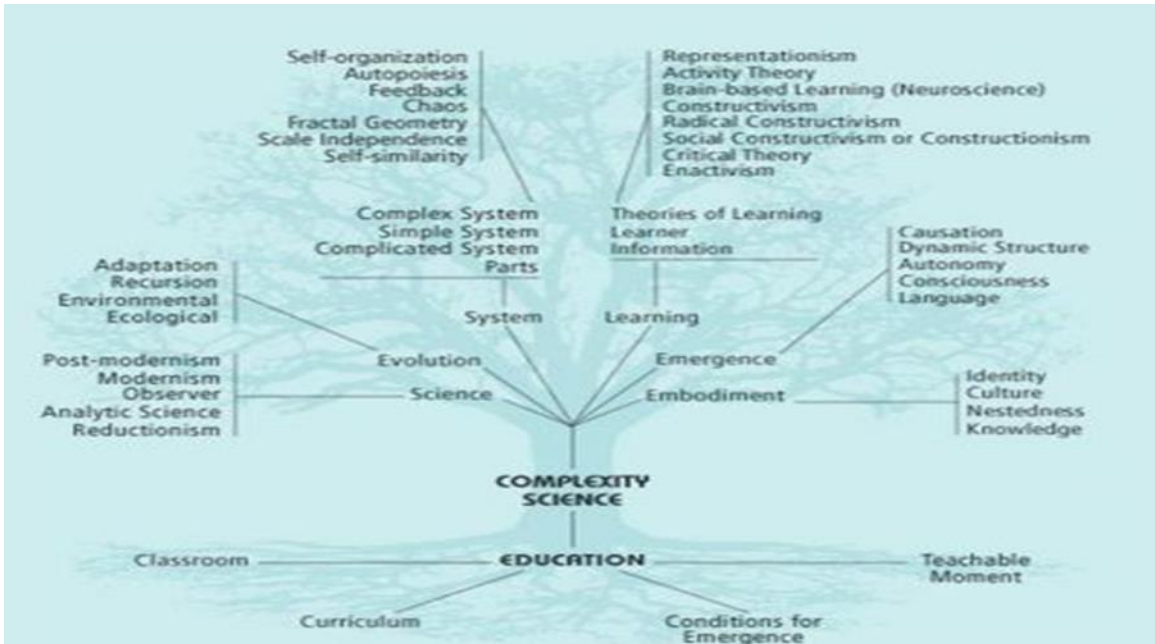 Self-organization
Autopoiesis
Feedback
Chaos
Fractal Geometry
Scale Independence
Self-similarity
Representationism
Activity Theory
Brain-based Learning (Neuroscience)
Constructivism
Radical Constructivism
Social Constructivism or Constructionism
Critical Theory
Enactivism
Complex System
Simple System
Complicated System
Parts
Theories of Learning
Learner
Information
Causation
Dynamic Structure
Autonomy
Consciousness
Language
Adaptation
Recursion
Environmental
Ecological
System
Learning
Evolution
Emergence
Post-modernism
Modernism
Observer
Analytic Science
Reductionism
Science
Embodiment
Identity
Culture
Nestedness
Knowledge
COMPLEXITY
SCIENCE
Classroom
EDUCATION
Teachable
Moment
Curriculum
Conditions for
Emergence